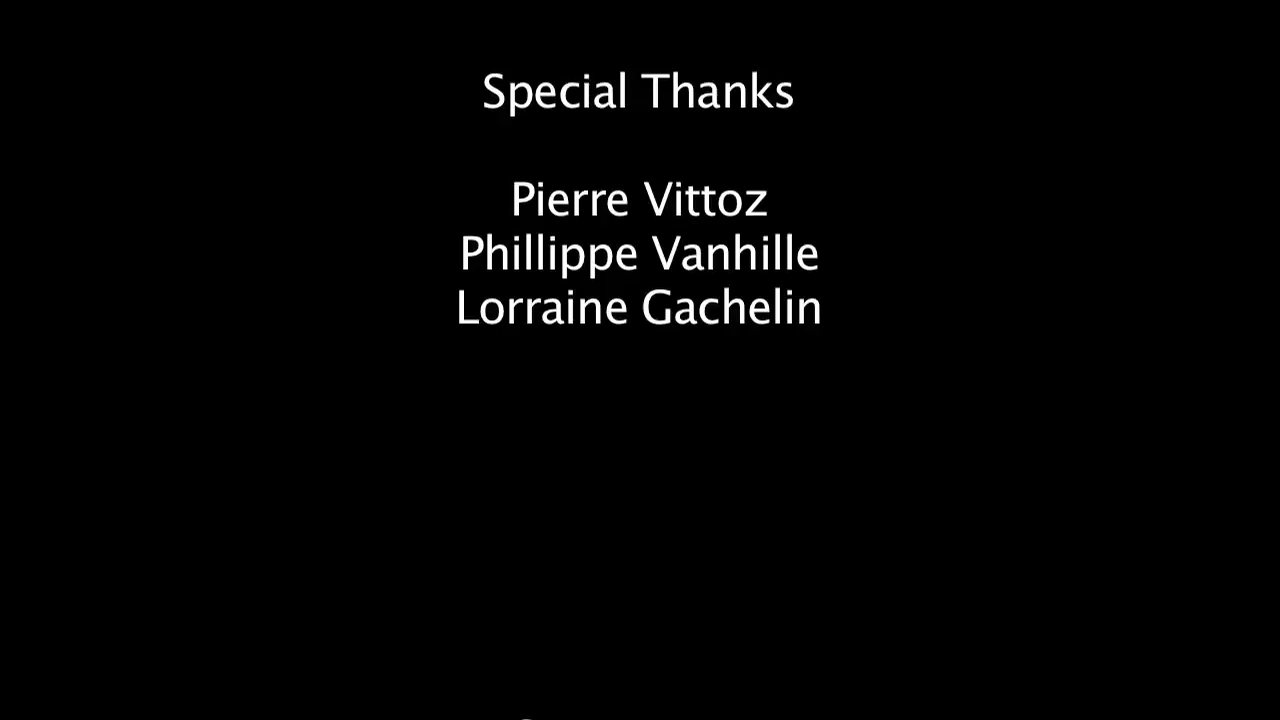 Special Thanks
Pierre Vittoz
Phillippe Vanhille
Lorraine Gachelin